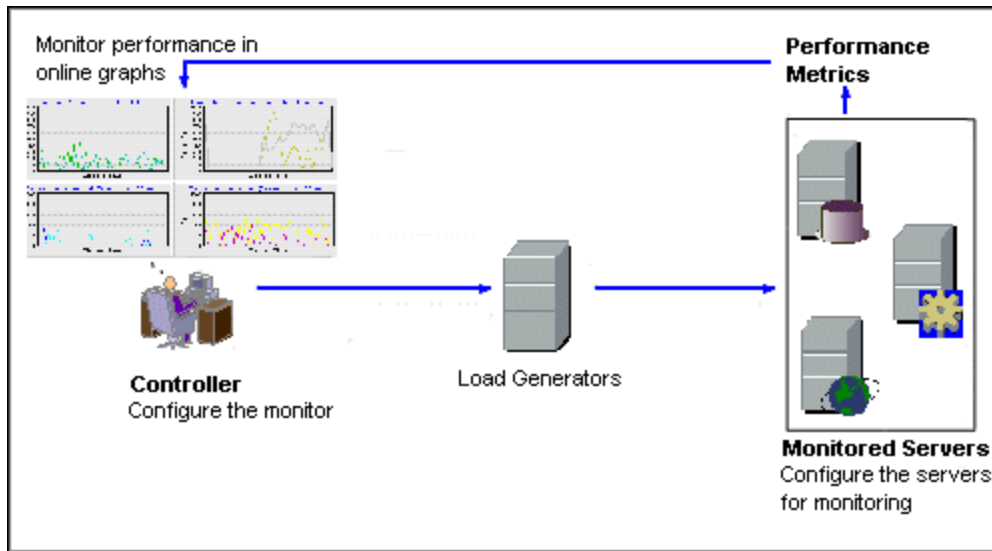 Monitor performance in
online graphs
Performance
Metrics
Controller
Configure the monitor
Load Generators
Monitored Servers
Configure the servers
for monitoring